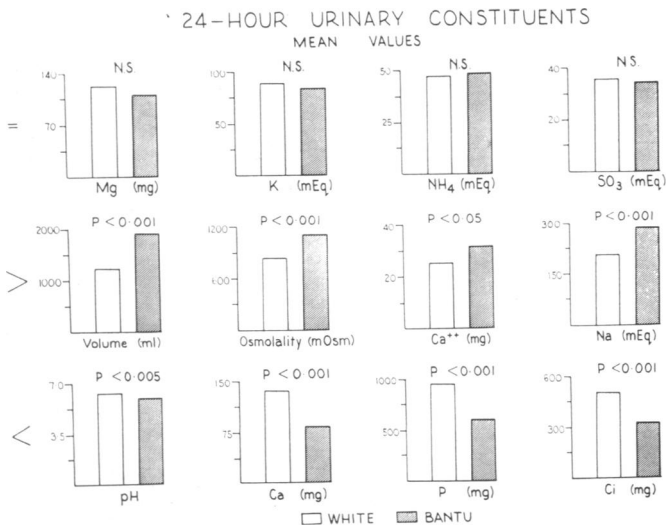 24-HOUR URINARY CONSTITUENTS
MEAN VALUES
N.S. N.S. N.S. N.S.
140 100 50 40
= 70 50 25 20
Mg (mg) K (mEq) NH₄ (mEq) SO₃ (mEq)
P < 0·001 P < 0·001 P < 0·05 P < 0·001
2000 1200 40 300
> 1000 600 20 150
Volume (ml) Osmolality (mOsm) Ca⁺⁺ (mg) Na (mEq)
P < 0·005 P < 0·001 P < 0·001 P < 0·001
7.0 150 1000 600
< 3.5 75 500 300
pH Ca (mg) P (mg) Ci (mg)
WHITE BANTU